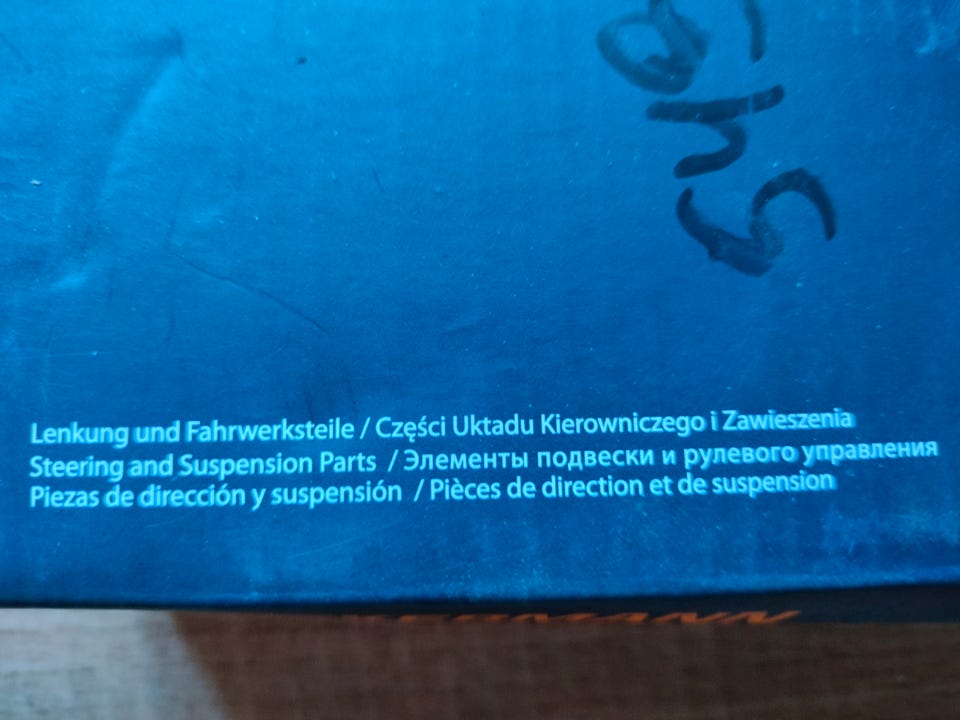 Lenkung und Fahrwerksteile / Części Uktadu Kierowniczego i Zawieszenia
Steering and Suspension Parts / Элементы подвески и рулевого управления
Piezas de dirección y suspensión / Pièces de direction et de suspension